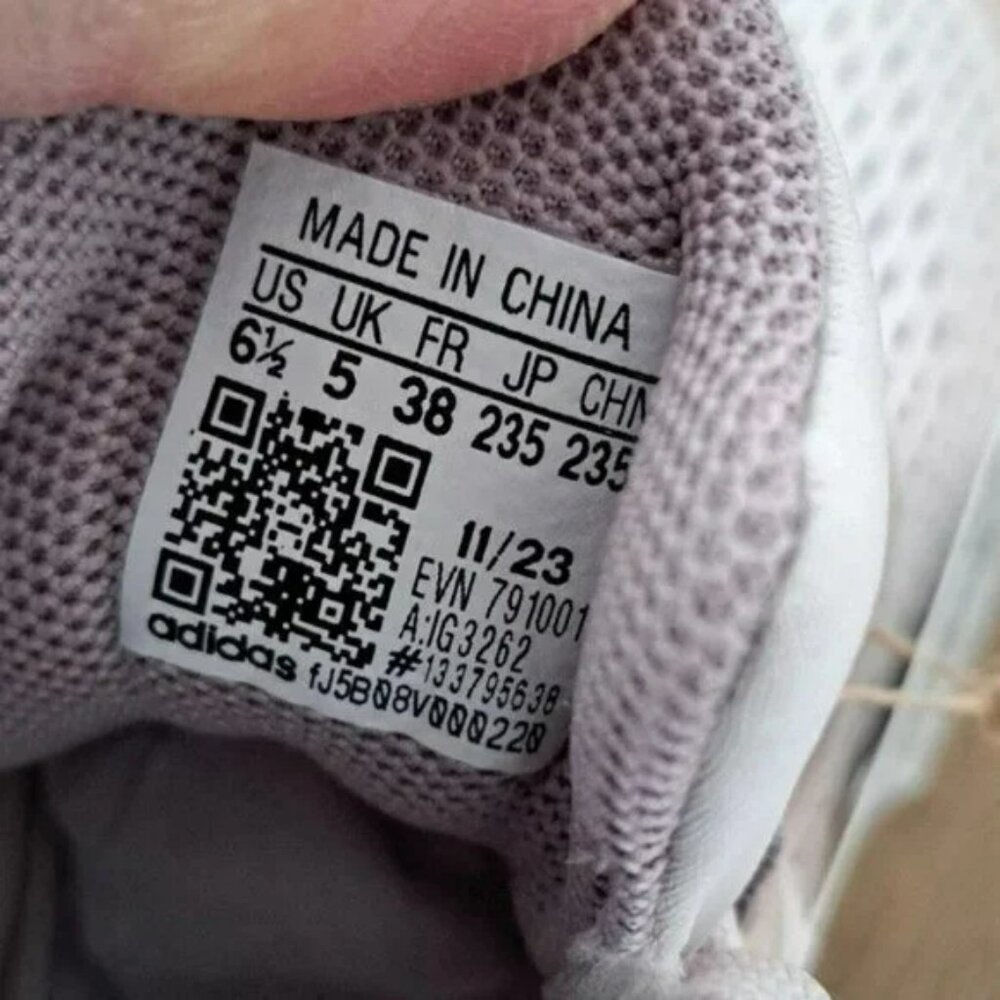 MADE IN CHINA
US UK FR JP CHN
6½ 5 38 235 235
11/23
EVN 791001
A:IG3262
#133795638
adidas fJ5B08V000220